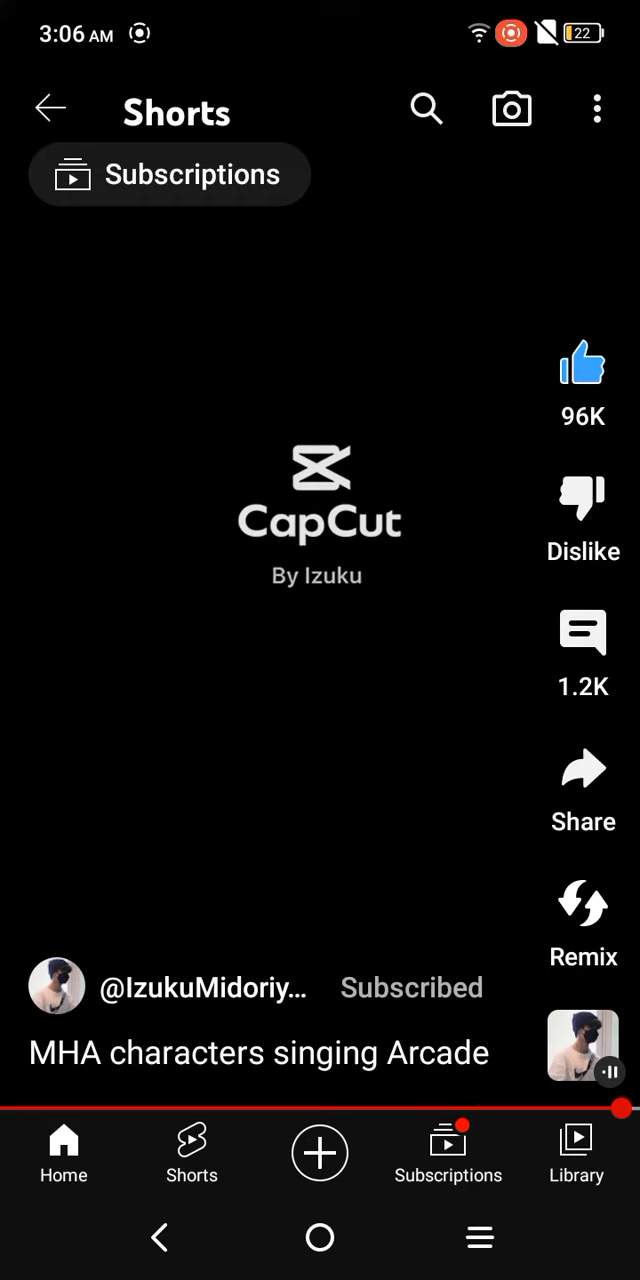 3:06 AM
22
Shorts
Subscriptions
96K
CapCut
Dislike
By Izuku
1.2K
Share
Remix
@IzukuMidoriy... Subscribed
MHA characters singing Arcade
Home Shorts Subscriptions Library